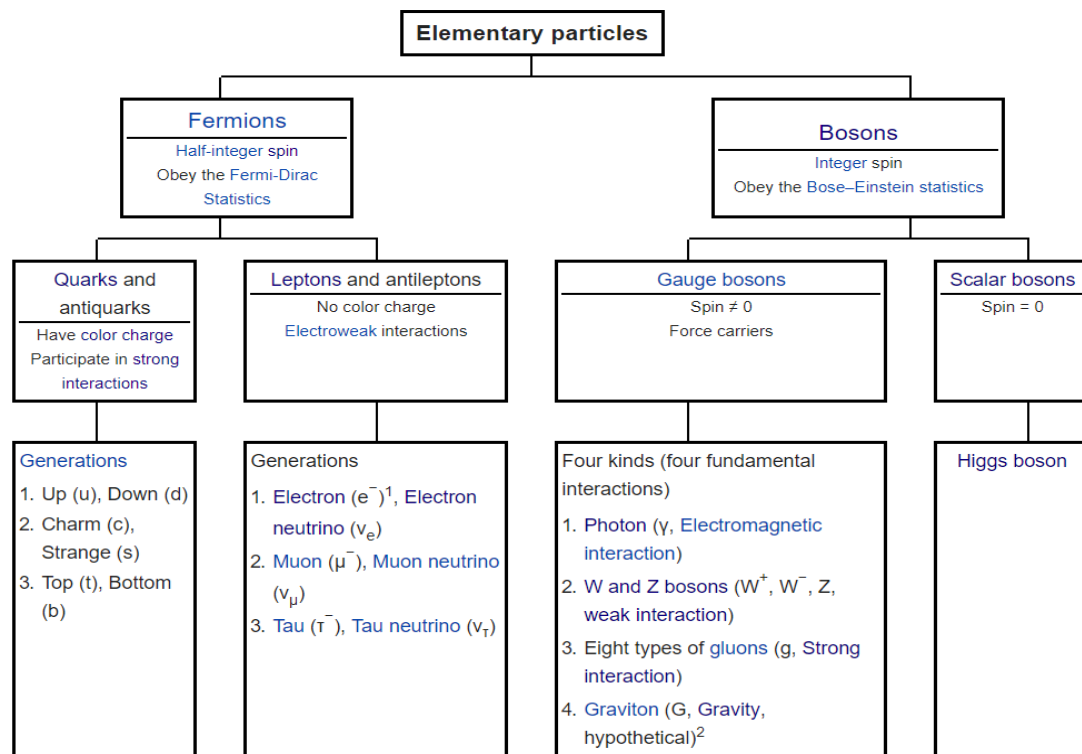 Elementary particles
Fermions
Half-integer spin
Obey the Fermi-Dirac
Statistics
Bosons
Integer spin
Obey the Bose–Einstein statistics
Quarks and
antiquarks
Have color charge
Participate in strong
interactions
Leptons and antileptons
No color charge
Electroweak interactions
Gauge bosons
Spin ≠ 0
Force carriers
Scalar bosons
Spin = 0
Generations
1. Up (u), Down (d)
2. Charm (c),
Strange (s)
3. Top (t), Bottom
(b)
Generations
1. Electron (e⁻)¹, Electron
neutrino (νₑ)
2. Muon (μ⁻), Muon neutrino
(ν_μ)
3. Tau (τ⁻), Tau neutrino (ν_τ)
Four kinds (four fundamental
interactions)
1. Photon (γ, Electromagnetic
interaction)
2. W and Z bosons (W⁺, W⁻, Z,
weak interaction)
3. Eight types of gluons (g, Strong
interaction)
4. Graviton (G, Gravity,
hypothetical)²
Higgs boson